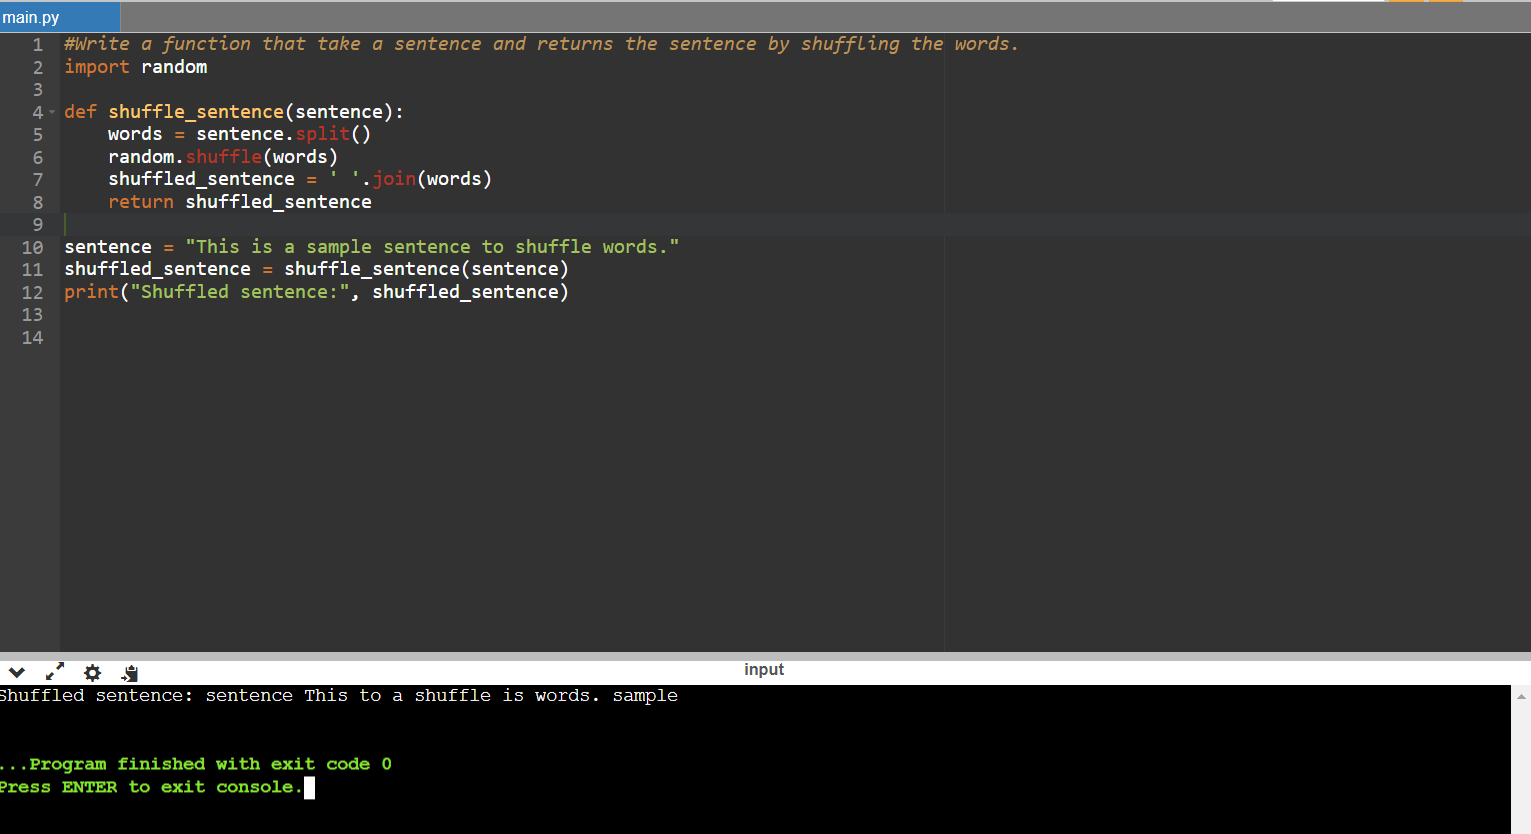 main.py
1 #Write a function that take a sentence and returns the sentence by shuffling the words.
2 import random
3
4 def shuffle_sentence(sentence):
5     words = sentence.split()
6     random.shuffle(words)
7     shuffled_sentence = ' '.join(words)
8     return shuffled_sentence
9
10 sentence = "This is a sample sentence to shuffle words."
11 shuffled_sentence = shuffle_sentence(sentence)
12 print("Shuffled sentence:", shuffled_sentence)
13
14
input
Shuffled sentence: sentence This to a shuffle is words. sample
...Program finished with exit code 0
Press ENTER to exit console.